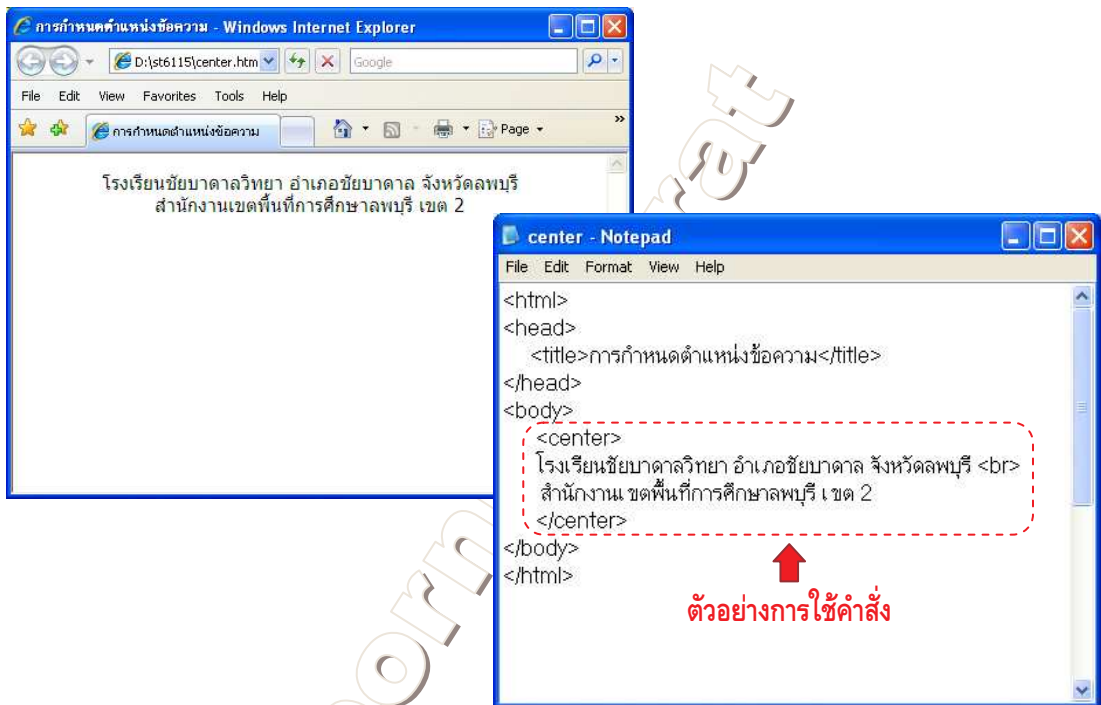 การกำหนดตำแหน่งข้อความ - Windows Internet Explorer
D:\st6115\center.htm
Google
File Edit View Favorites Tools Help
การกำหนดตำแหน่งข้อความ
Page
»
โรงเรียนชัยบาดาลวิทยา อำเภอชัยบาดาล จังหวัดลพบุรี
สำนักงานเขตพื้นที่การศึกษาลพบุรี เขต 2
center - Notepad
File Edit Format View Help
<html>
<head>
<title>การกำหนดตำแหน่งข้อความ</title>
</head>
<body>
<center>
โรงเรียนชัยบาดาลวิทยา อำเภอชัยบาดาล จังหวัดลพบุรี <br>
สำนักงานเขตพื้นที่การศึกษาลพบุรี เขต 2
</center>
</body>
</html>
ตัวอย่างการใช้คำสั่ง